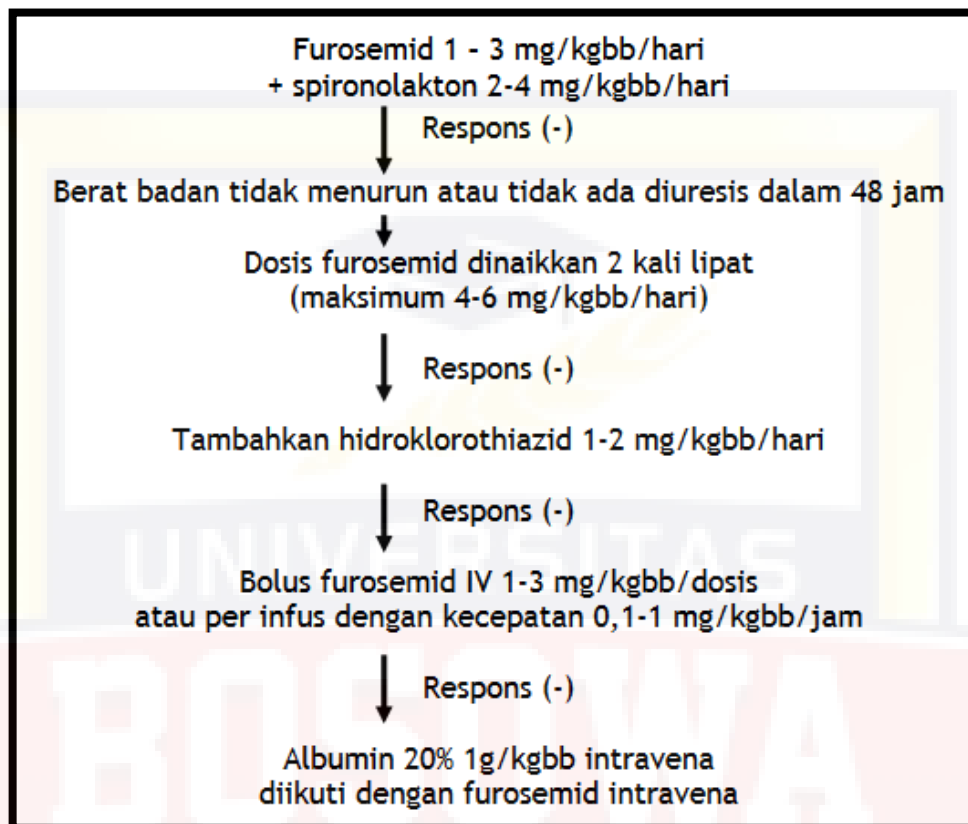 Furosemid 1 – 3 mg/kgbb/hari
+ spironolakton 2-4 mg/kgbb/hari
Respons (-)
Berat badan tidak menurun atau tidak ada diuresis dalam 48 jam
Dosis furosemid dinaikkan 2 kali lipat
(maksimum 4-6 mg/kgbb/hari)
Respons (-)
Tambahkan hidroklorothiazid 1-2 mg/kgbb/hari
Respons (-)
UNIVERSITAS
Bolus furosemid IV 1-3 mg/kgbb/dosis
atau per infus dengan kecepatan 0,1-1 mg/kgbb/jam
BOSOWA
Respons (-)
Albumin 20% 1g/kgbb intravena
diikuti dengan furosemid intravena